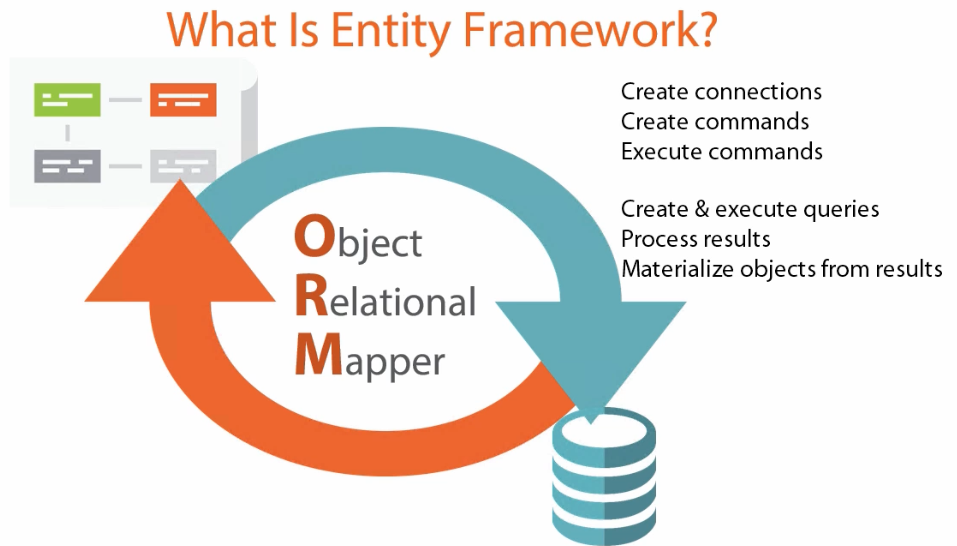 What Is Entity Framework?
Create connections
Create commands
Execute commands
Create & execute queries
Process results
Materialize objects from results
Object
Relational
Mapper